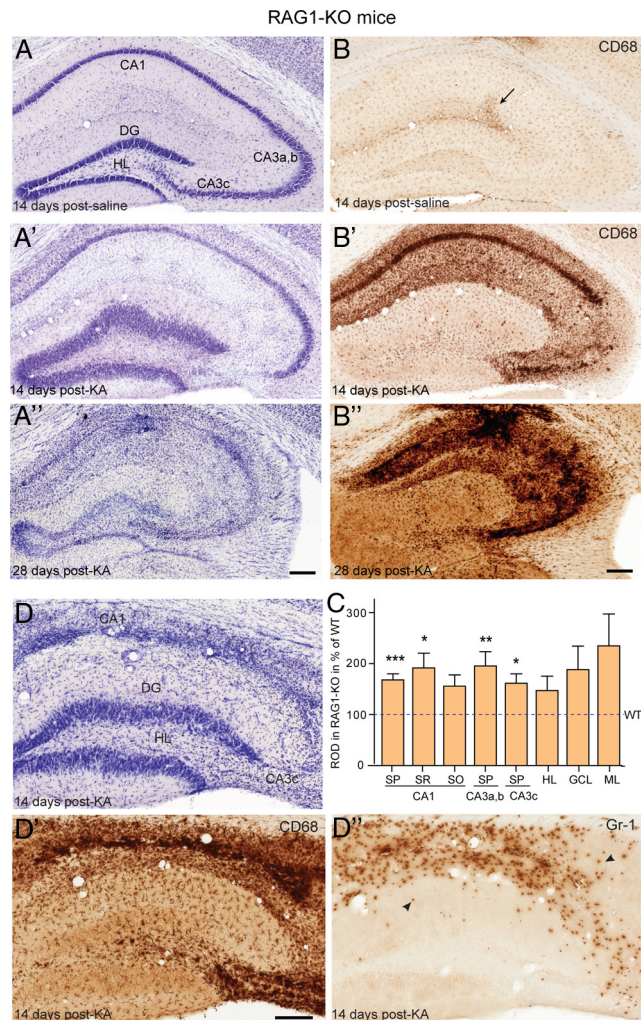 RAG1-KO mice
A
CA1
DG
HL
CA3a,b
CA3c
14 days post-saline
B
CD68
14 days post-saline
A'
14 days post-KA
B'
CD68
14 days post-KA
A''
28 days post-KA
B''
28 days post-KA
D
CA1
DG
HL
CA3c
14 days post-KA
C
ROD in RAG1-KO in % of WT
300
200
100
0
***
*
**
*
WT
SP SR SO SP SP HL GCL ML
CA1 CA3a,b CA3c
D'
CD68
14 days post-KA
D''
Gr-1
14 days post-KA